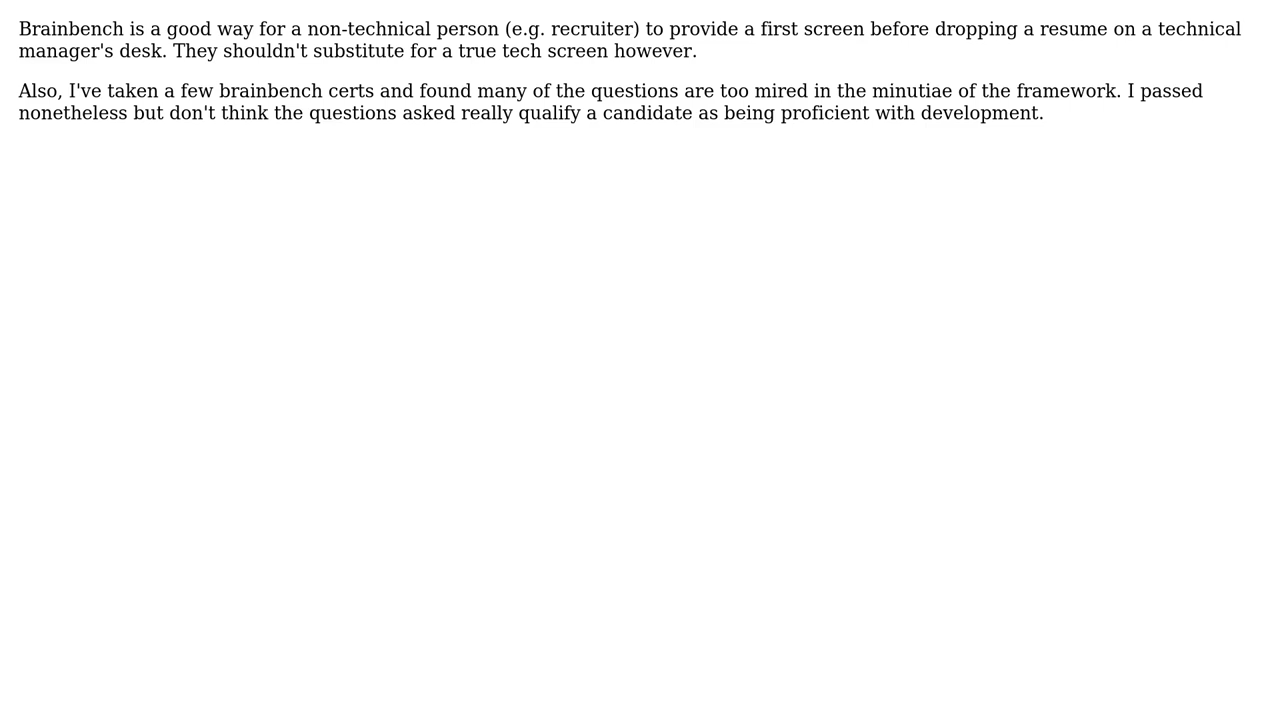 Brainbench is a good way for a non-technical person (e.g. recruiter) to provide a first screen before dropping a resume on a technical
manager's desk. They shouldn't substitute for a true tech screen however.
Also, I've taken a few brainbench certs and found many of the questions are too mired in the minutiae of the framework. I passed
nonetheless but don't think the questions asked really qualify a candidate as being proficient with development.